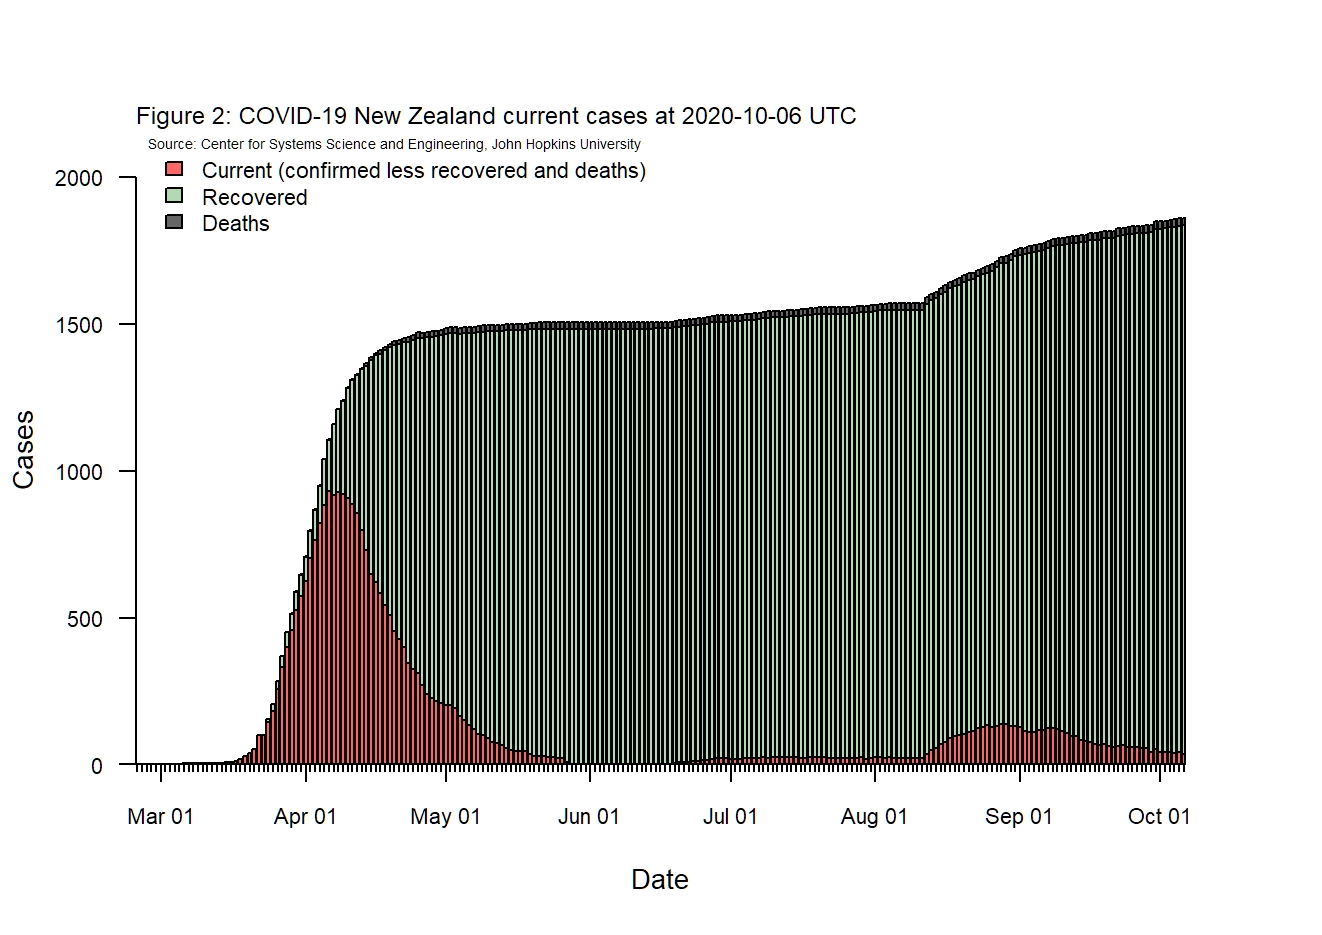 Figure 2: COVID-19 New Zealand current cases at 2020-10-06 UTC
Source: Center for Systems Science and Engineering, John Hopkins University
Current (confirmed less recovered and deaths)
Recovered
Deaths
2000
1500
1000
500
0
Cases
Mar 01 Apr 01 May 01 Jun 01 Jul 01 Aug 01 Sep 01 Oct 01
Date